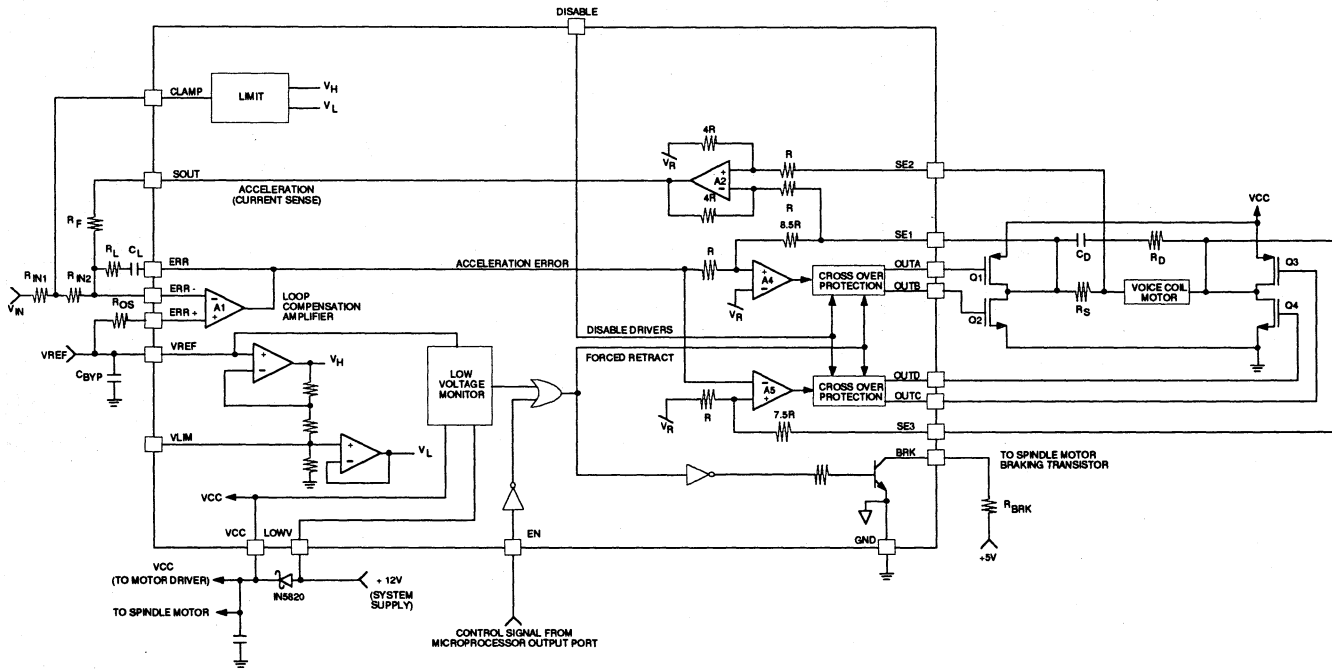 DISABLE
CLAMP
LIMIT
VH
VL
4R
VR
R
SE2
SOUT
A2
ACCELERATION
(CURRENT SENSE)
4R
R
VCC
RF
8.5R
SE1
RL
CL
CD
RD
ERR
ACCELERATION ERROR
R
OUTA
Q1
Q3
RIN1
RIN2
ERR -
A4
CROSS OVER
PROTECTION
OUTB
VOICE COIL
MOTOR
VIN
ROS
A1
LOOP
COMPENSATION
AMPLIFIER
VR
Q2
RS
Q4
ERR +
DISABLE DRIVERS
VREF
VREF
VH
FORCED RETRACT
CBYP
LOW
VOLTAGE
MONITOR
A5
CROSS OVER
PROTECTION
OUTD
OUTC
VR
R
7.5R
SE3
VLIM
VL
BRK
TO SPINDLE MOTOR
BRAKING TRANSISTOR
VCC
RBRK
VCC
LOWV
EN
GND
+5V
VCC
(TO MOTOR DRIVER)
IN5820
+ 12V
(SYSTEM
SUPPLY)
TO SPINDLE MOTOR
CONTROL SIGNAL FROM
MICROPROCESSOR OUTPUT PORT